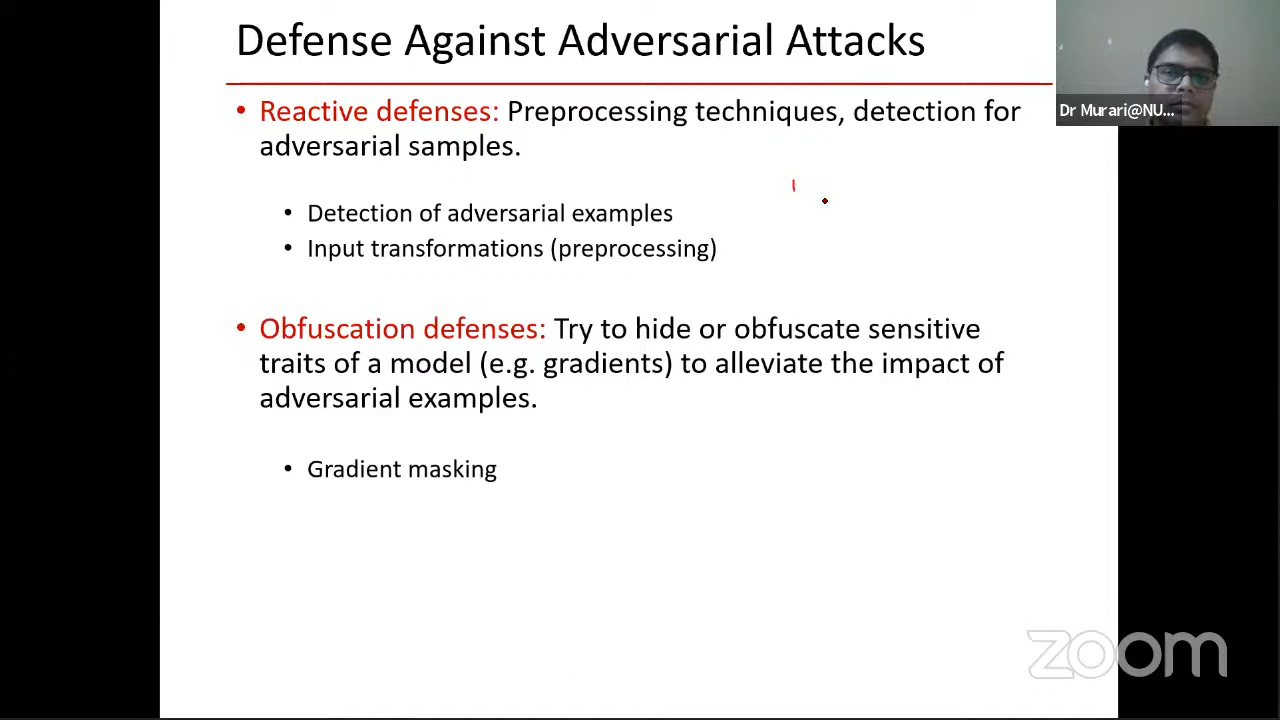 Defense Against Adversarial Attacks
• Reactive defenses: Preprocessing techniques, detection for
adversarial samples.
• Detection of adversarial examples
• Input transformations (preprocessing)
• Obfuscation defenses: Try to hide or obfuscate sensitive
traits of a model (e.g. gradients) to alleviate the impact of
adversarial examples.
• Gradient masking
Dr Murari@NU...
zoom